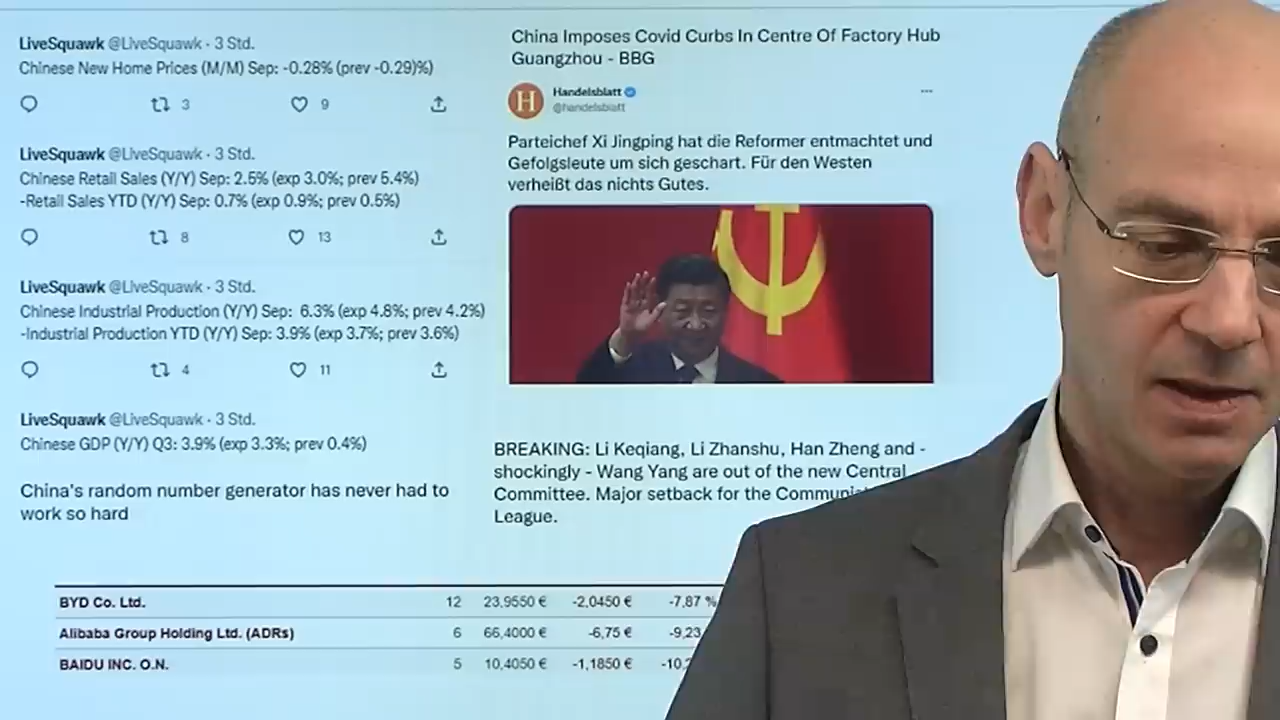 LiveSquawk @LiveSquawk · 3 Std.
Chinese New Home Prices (M/M) Sep: -0.28% (prev -0.29)%)
3 9
LiveSquawk @LiveSquawk · 3 Std.
Chinese Retail Sales (Y/Y) Sep: 2.5% (exp 3.0%; prev 5.4%)
-Retail Sales YTD (Y/Y) Sep: 0.7% (exp 0.9%; prev 0.5%)
8 13
LiveSquawk @LiveSquawk · 3 Std.
Chinese Industrial Production (Y/Y) Sep: 6.3% (exp 4.8%; prev 4.2%)
-Industrial Production YTD (Y/Y) Sep: 3.9% (exp 3.7%; prev 3.6%)
4 11
LiveSquawk @LiveSquawk · 3 Std.
Chinese GDP (Y/Y) Q3: 3.9% (exp 3.3%; prev 0.4%)
China's random number generator has never had to
work so hard
China Imposes Covid Curbs In Centre Of Factory Hub
Guangzhou - BBG
H
Handelsblatt
@handelsblatt
Parteichef Xi Jingping hat die Reformer entmachtet und
Gefolgsleute um sich geschart. Für den Westen
verheißt das nichts Gutes.
BREAKING: Li Keqiang, Li Zhanshu, Han Zheng and -
shockingly - Wang Yang are out of the new Central
Committee. Major setback for the
League.
BYD Co. Ltd. 12 23,9550 € -2,0450 € -7,87 %
Alibaba Group Holding Ltd. (ADRs) 6 66,4000 € -6,75 € -9,23
BAIDU INC. O.N. 5 10,4050 € -1,1850 €